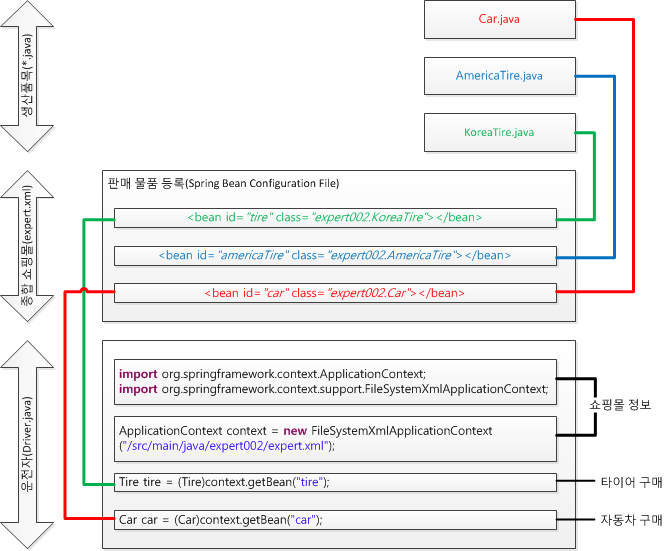 생산품목(*.java)
Car.java
AmericaTire.java
KoreaTire.java
종합 쇼핑몰(expert.xml)
판매 물품 등록(Spring Bean Configuration File)
<bean id="tire" class="expert002.KoreaTire"></bean>
<bean id="americaTire" class="expert002.AmericaTire"></bean>
<bean id="car" class="expert002.Car"></bean>
운전자(Driver.java)
import org.springframework.context.ApplicationContext;
import org.springframework.context.support.FileSystemXmlApplicationContext;
쇼핑몰 정보
ApplicationContext context = new FileSystemXmlApplicationContext
("/src/main/java/expert002/expert.xml");
Tire tire = (Tire)context.getBean("tire");
타이어 구매
Car car = (Car)context.getBean("car");
자동차 구매